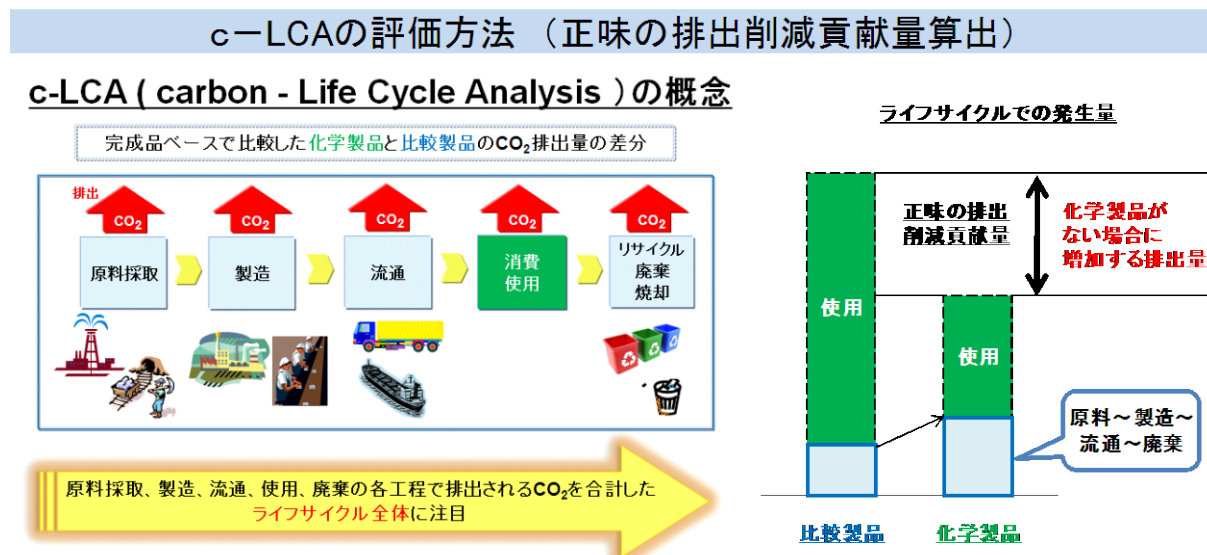 c－LCAの評価方法 （正味の排出削減貢献量算出）
c-LCA ( carbon - Life Cycle Analysis ) の概念
完成品ベースで比較した化学製品と比較製品のCO₂排出量の差分
排出
CO₂
CO₂
CO₂
CO₂
CO₂
原料採取
製造
流通
消費
使用
リサイクル
廃棄
焼却
原料採取、製造、流通、使用、廃棄の各工程で排出されるCO₂を合計した
ライフサイクル全体に注目
ライフサイクルでの発生量
正味の排出
削減貢献量
化学製品が
ない場合に
増加する排出量
使用
使用
原料～製造～
流通～廃棄
比較製品
化学製品